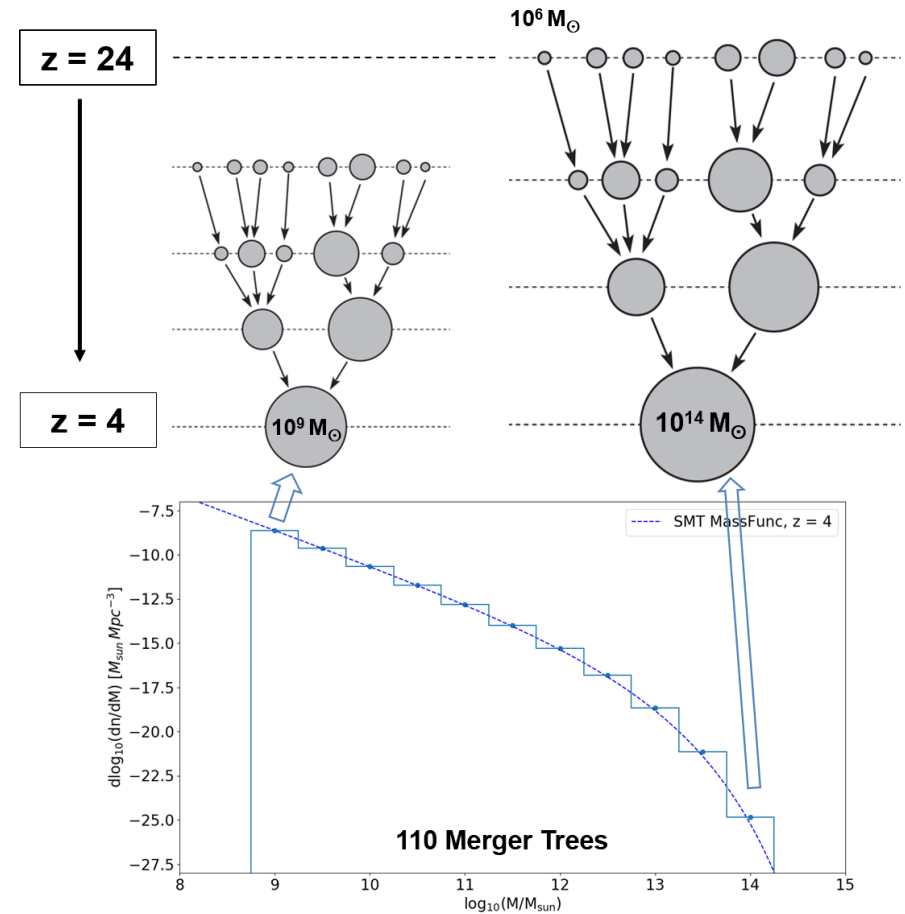 10⁶ M☉
z = 24
z = 4
10⁹ M☉
10¹⁴ M☉
−7.5
−10.0
−12.5
−15.0
−17.5
−20.0
−22.5
−25.0
−27.5
dlog₁₀(dn/dM) [M_sun Mpc⁻³]
SMT MassFunc, z = 4
110 Merger Trees
8 9 10 11 12 13 14 15
log₁₀(M/M_sun)